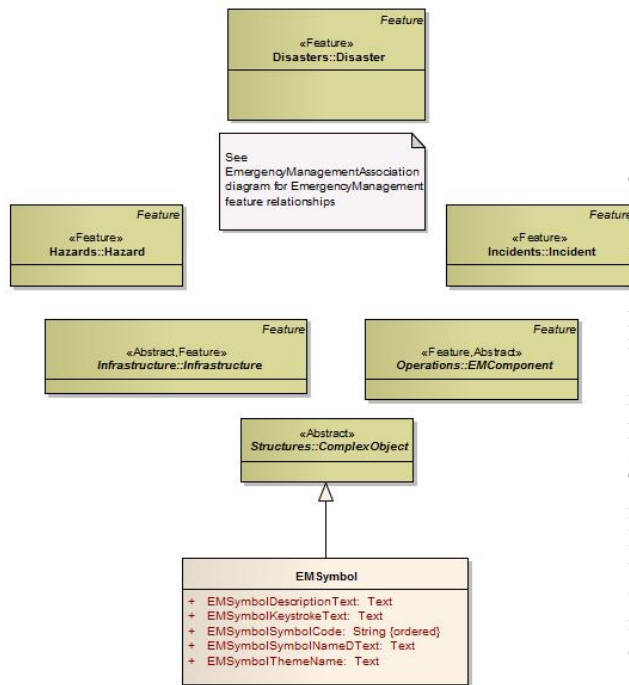 Feature
«Feature»
Disasters::Disaster
See
EmergencyManagementAssociation
diagram for EmergencyManagement
feature relationships
Feature
«Feature»
Hazards::Hazard
Feature
«Feature»
Incidents::Incident
Feature
«Abstract,Feature»
Infrastructure::Infrastructure
Feature
«Feature,Abstract»
Operations::EMComponent
«Abstract»
Structures::ComplexObject
EMSymbol
+ EMSymbolDescriptionText: Text
+ EMSymbolKeystrokeText: Text
+ EMSymbolSymbolCode: String {ordered}
+ EMSymbolSymbolNameDText: Text
+ EMSymbolThemeName: Text